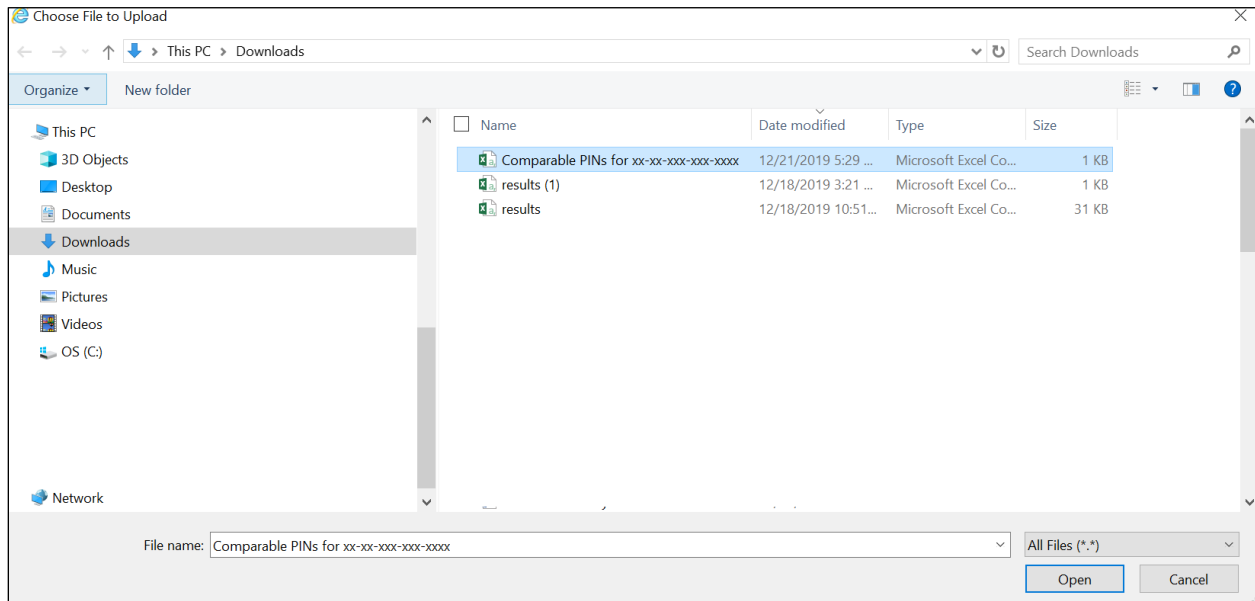 Choose File to Upload
This PC > Downloads
Search Downloads
Organize
New folder
This PC
3D Objects
Desktop
Documents
Downloads
Music
Pictures
Videos
OS (C:)
Network
Name Date modified Type Size
Comparable PINs for xx-xx-xxx-xxx-xxxx 12/21/2019 5:29 ... Microsoft Excel Co... 1 KB
results (1) 12/18/2019 3:21 ... Microsoft Excel Co... 1 KB
results 12/18/2019 10:51... Microsoft Excel Co... 31 KB
File name: Comparable PINs for xx-xx-xxx-xxx-xxxx
All Files (*.*)
Open
Cancel